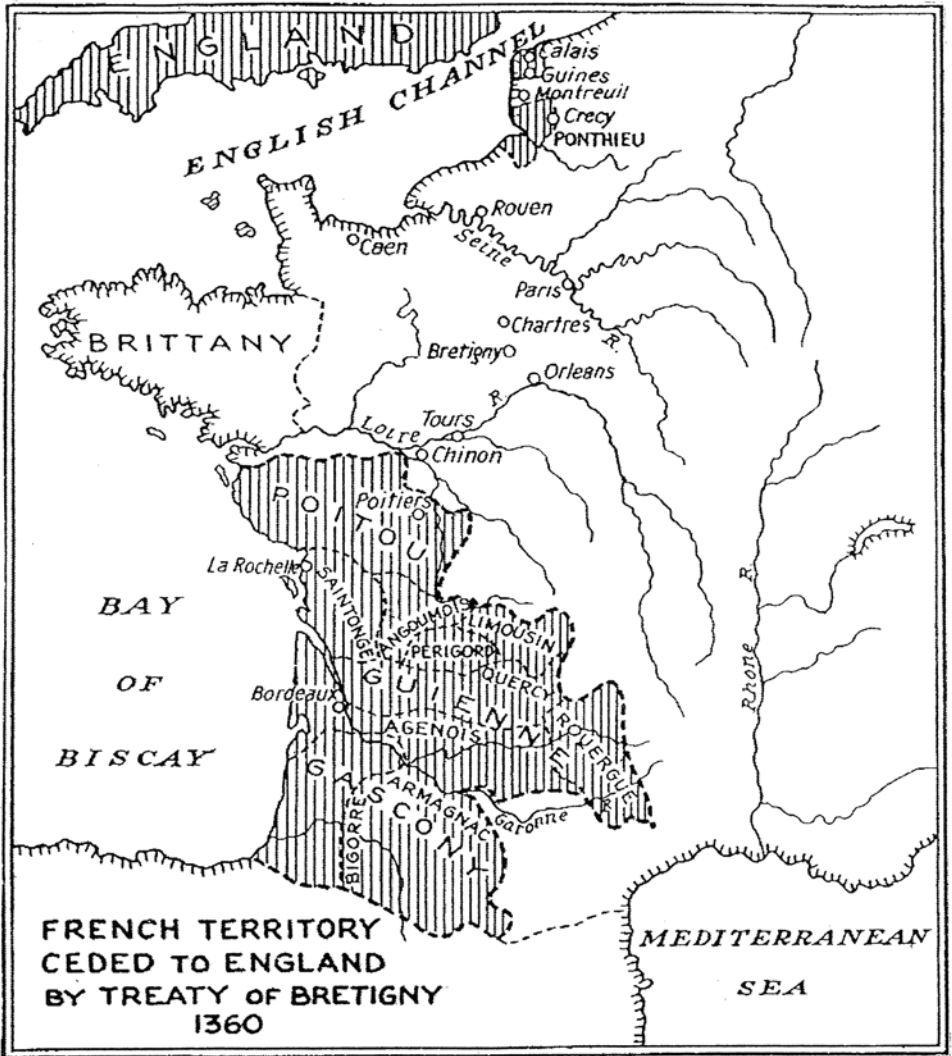 ENGLAND
ENGLISH CHANNEL
Calais
Guines
Montreuil
Crecy
PONTHIEU
Rouen
Seine
R.
Caen
Paris
BRITTANY
Chartres
Bretigny
Orleans
Loire
R.
Tours
Chinon
POITOU
Poitiers
La Rochelle
SAINTONGE
ANGOUMOIS
LIMOUSIN
PERIGORD
BAY
OF
BISCAY
GUIENNE
QUERCY
Bordeaux
AGENOIS
ROUERGUE
Rhone
R.
GASCONY
ARMAGNAC
BIGORRE
Garonne
R.
FRENCH TERRITORY
CEDED TO ENGLAND
BY TREATY OF BRETIGNY
1360
MEDITERRANEAN
SEA